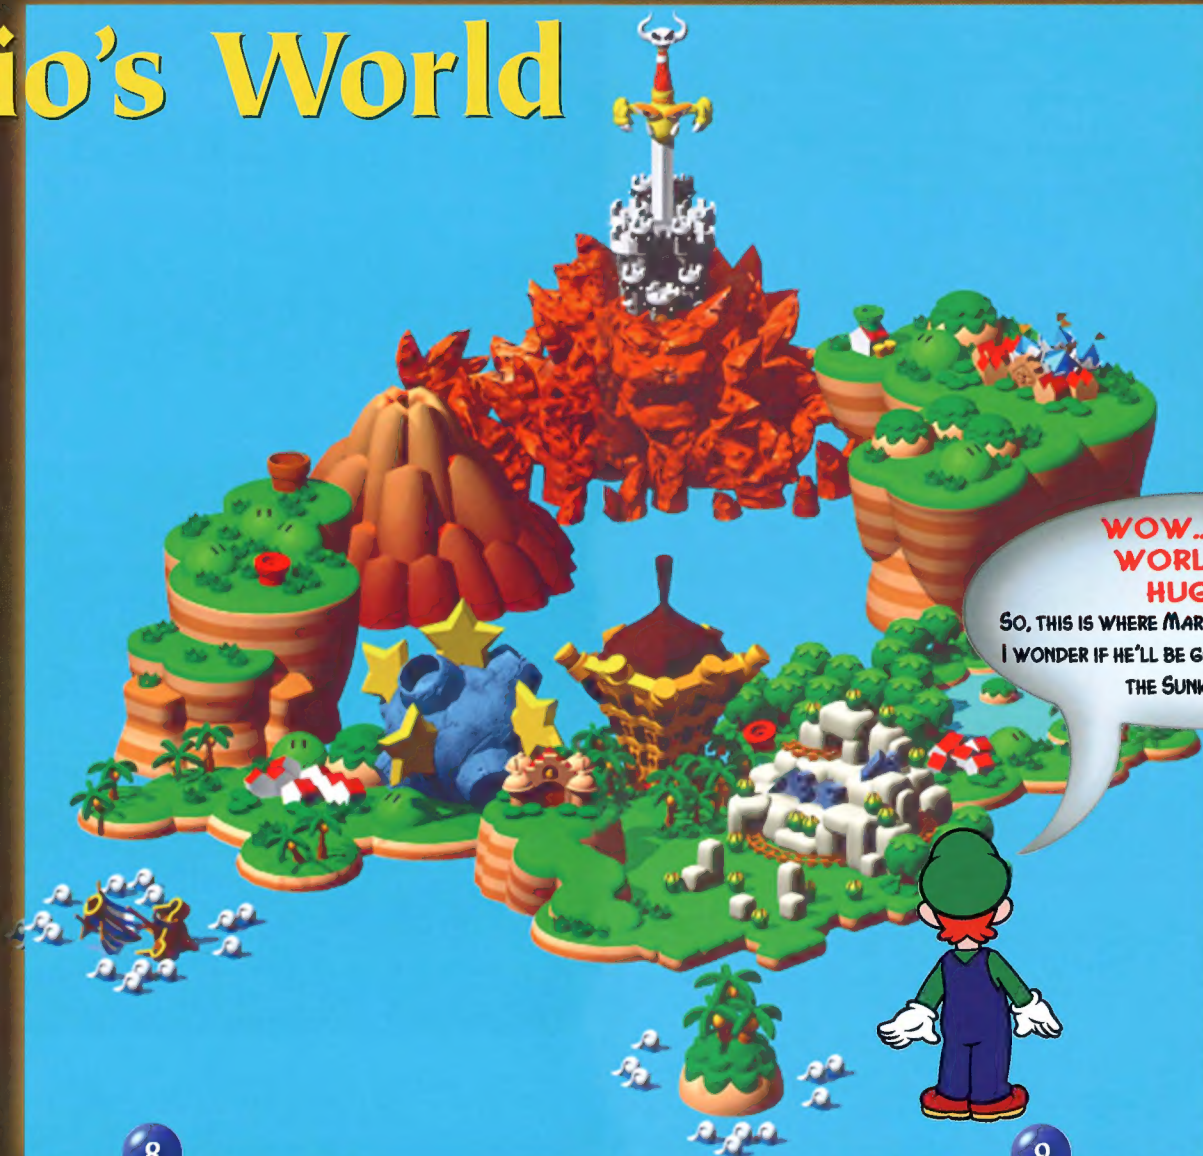 io's World
WOW..
WORL
HUG
SO, THIS IS WHERE MAR
I WONDER IF HE'LL BE G
THE SUNK
8
9